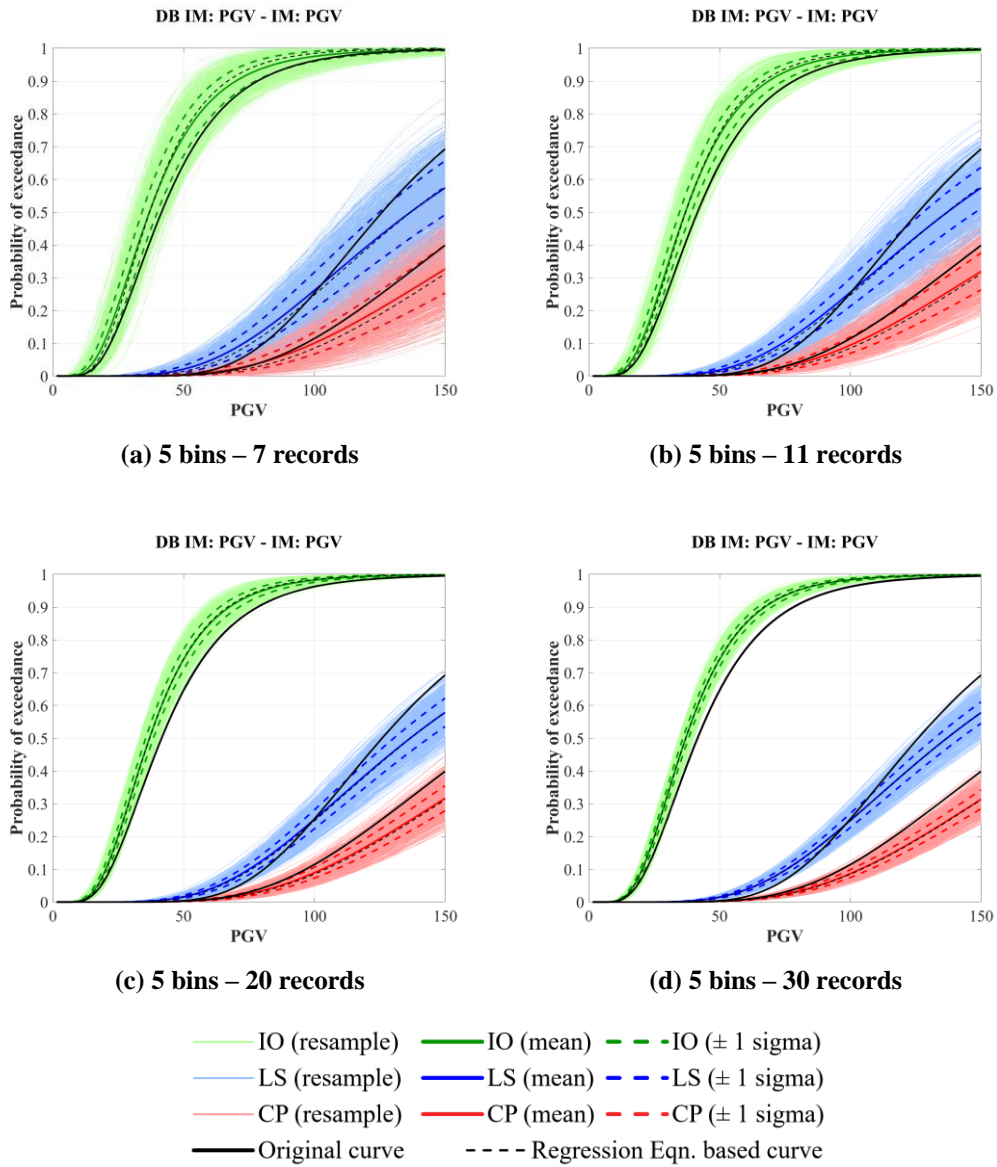 DB IM: PGV - IM: PGV
1
0.9
0.8
0.7
0.6
0.5
0.4
0.3
0.2
0.1
0
Probability of exceedance
0 50 100 150
PGV
(a) 5 bins – 7 records
DB IM: PGV - IM: PGV
1
0.9
0.8
0.7
0.6
0.5
0.4
0.3
0.2
0.1
0
Probability of exceedance
0 50 100 150
PGV
(b) 5 bins – 11 records
DB IM: PGV - IM: PGV
1
0.9
0.8
0.7
0.6
0.5
0.4
0.3
0.2
0.1
0
Probability of exceedance
0 50 100 150
PGV
(c) 5 bins – 20 records
DB IM: PGV - IM: PGV
1
0.9
0.8
0.7
0.6
0.5
0.4
0.3
0.2
0.1
0
Probability of exceedance
0 50 100 150
PGV
(d) 5 bins – 30 records
IO (resample) IO (mean) IO (± 1 sigma)
LS (resample) LS (mean) LS (± 1 sigma)
CP (resample) CP (mean) CP (± 1 sigma)
Original curve Regression Eqn. based curve